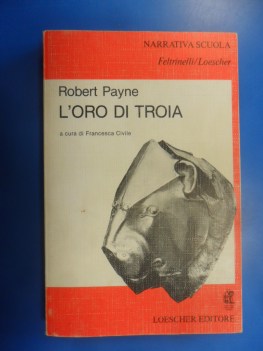 NARRATIVA SCUOLA
Feltrinelli/Loescher
Robert Payne
L'ORO DI TROIA
a cura di Francesca Civile
LOESCHER EDITORE